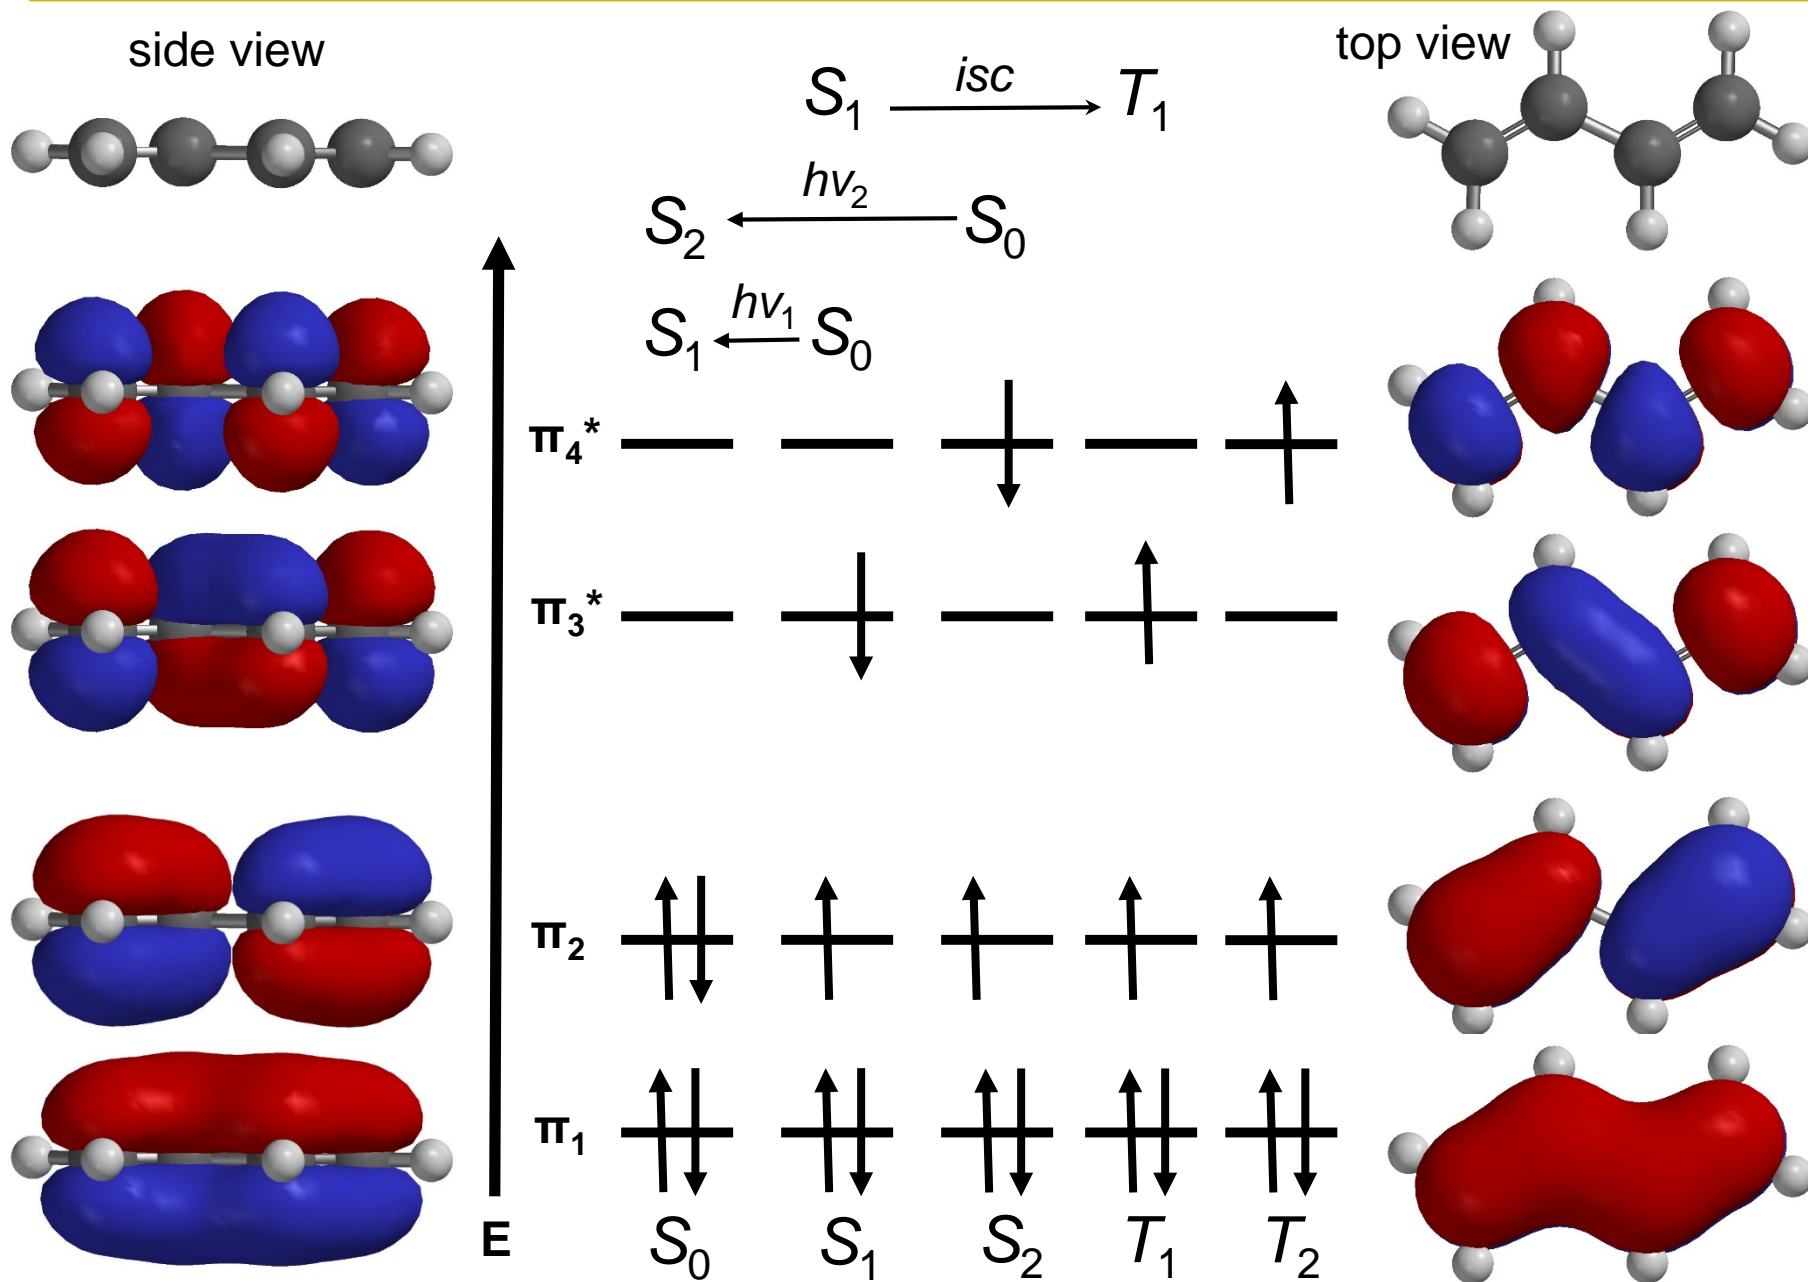 side view
top view
S₁ isc T₁
hv₂
S₂ S₀
hv₁
S₁ S₀
π₄*
π₃*
π₂
π₁
E S₀ S₁ S₂ T₁ T₂